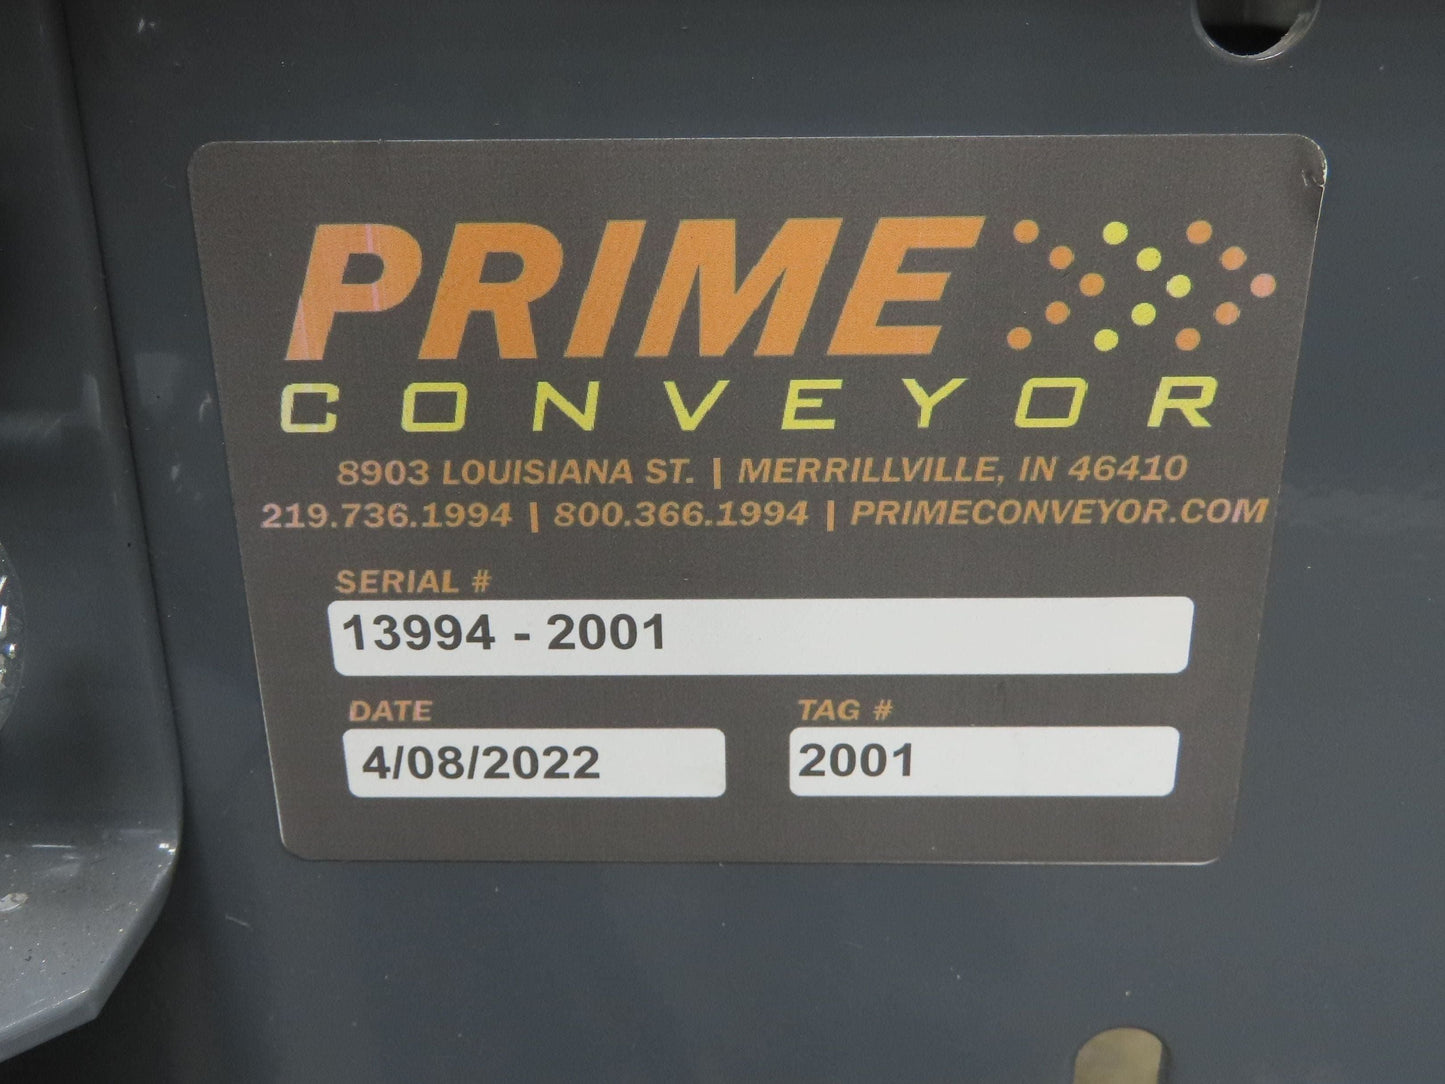 PRIME
CONVEYOR
8903 LOUISIANA ST. | MERRILLVILLE, IN 46410
219.736.1994 | 800.366.1994 | PRIMECONVEYOR.COM
SERIAL #
13994 - 2001
DATE
4/08/2022
TAG #
2001